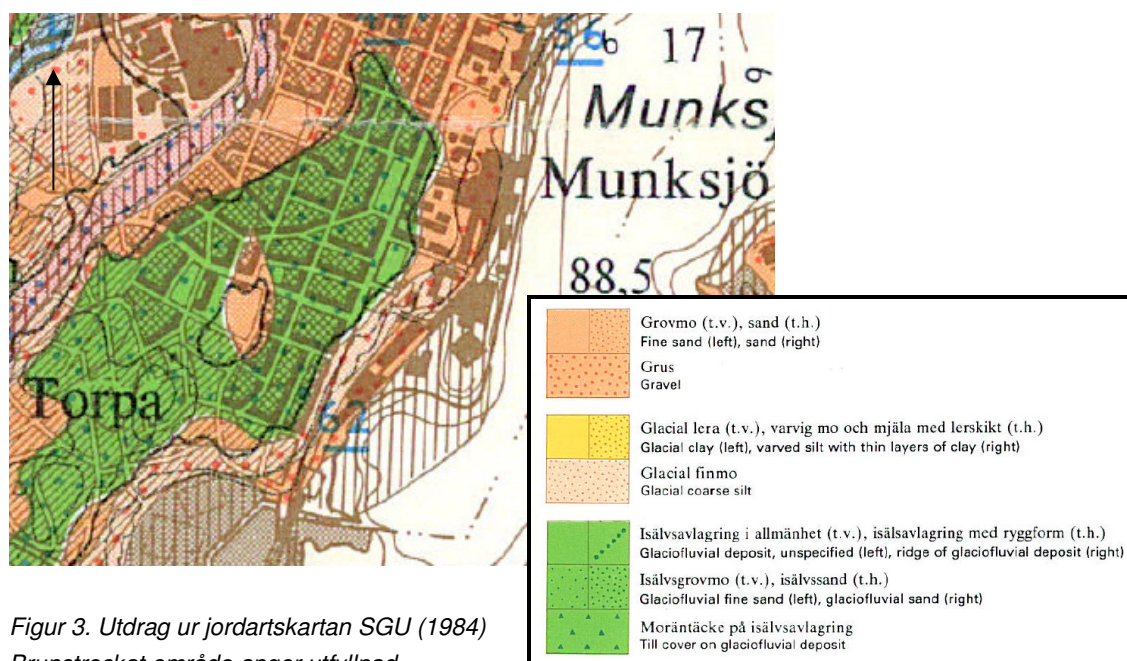 56
6
17
6
Munksj
Munksjö
88,5
Torpa
62
Grovmo (t.v.), sand (t.h.)
Fine sand (left), sand (right)
Grus
Gravel
Glacial lera (t.v.), varvig mo och mjäla med lerskikt (t.h.)
Glacial clay (left), varved silt with thin layers of clay (right)
Glacial finmo
Glacial coarse silt
Isälvsavlagring i allmänhet (t.v.), isälsavlagring med ryggform (t.h.)
Glaciofluvial deposit, unspecified (left), ridge of glaciofluvial deposit (right)
Isälvsgrovmo (t.v.), isälvssand (t.h.)
Glaciofluvial fine sand (left), glaciofluvial sand (right)
Moräntäcke på isälvsavlagring
Till cover on glaciofluvial deposit
Figur 3. Utdrag ur jordartskartan SGU (1984)